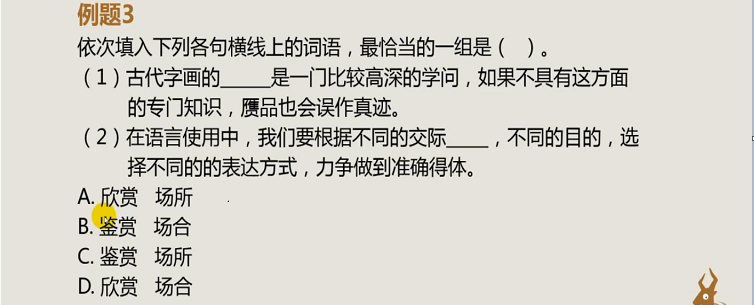 例题3
依次填入下列各句横线上的词语，最恰当的一组是（ ）。
（1）古代字画的_____是一门比较高深的学问，如果不具有这方面
的专门知识，赝品也会误作真迹。
（2）在语言使用中，我们要根据不同的交际____，不同的目的，选
择不同的的表达方式，力争做到准确得体。
A. 欣赏 场所
B. 鉴赏 场合
C. 鉴赏 场所
D. 欣赏 场合